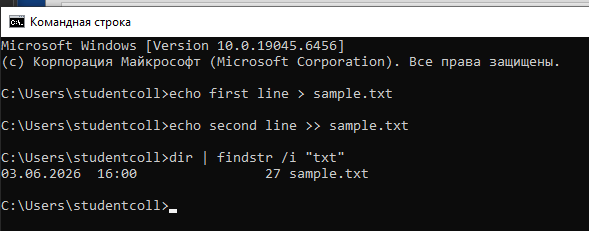 Командная строка
Microsoft Windows [Version 10.0.19045.6456]
(c) Корпорация Майкрософт (Microsoft Corporation). Все права защищены.
C:\Users\studentcoll>echo first line > sample.txt
C:\Users\studentcoll>echo second line >> sample.txt
C:\Users\studentcoll>dir | findstr /i "txt"
03.06.2026  16:00                27 sample.txt
C:\Users\studentcoll>